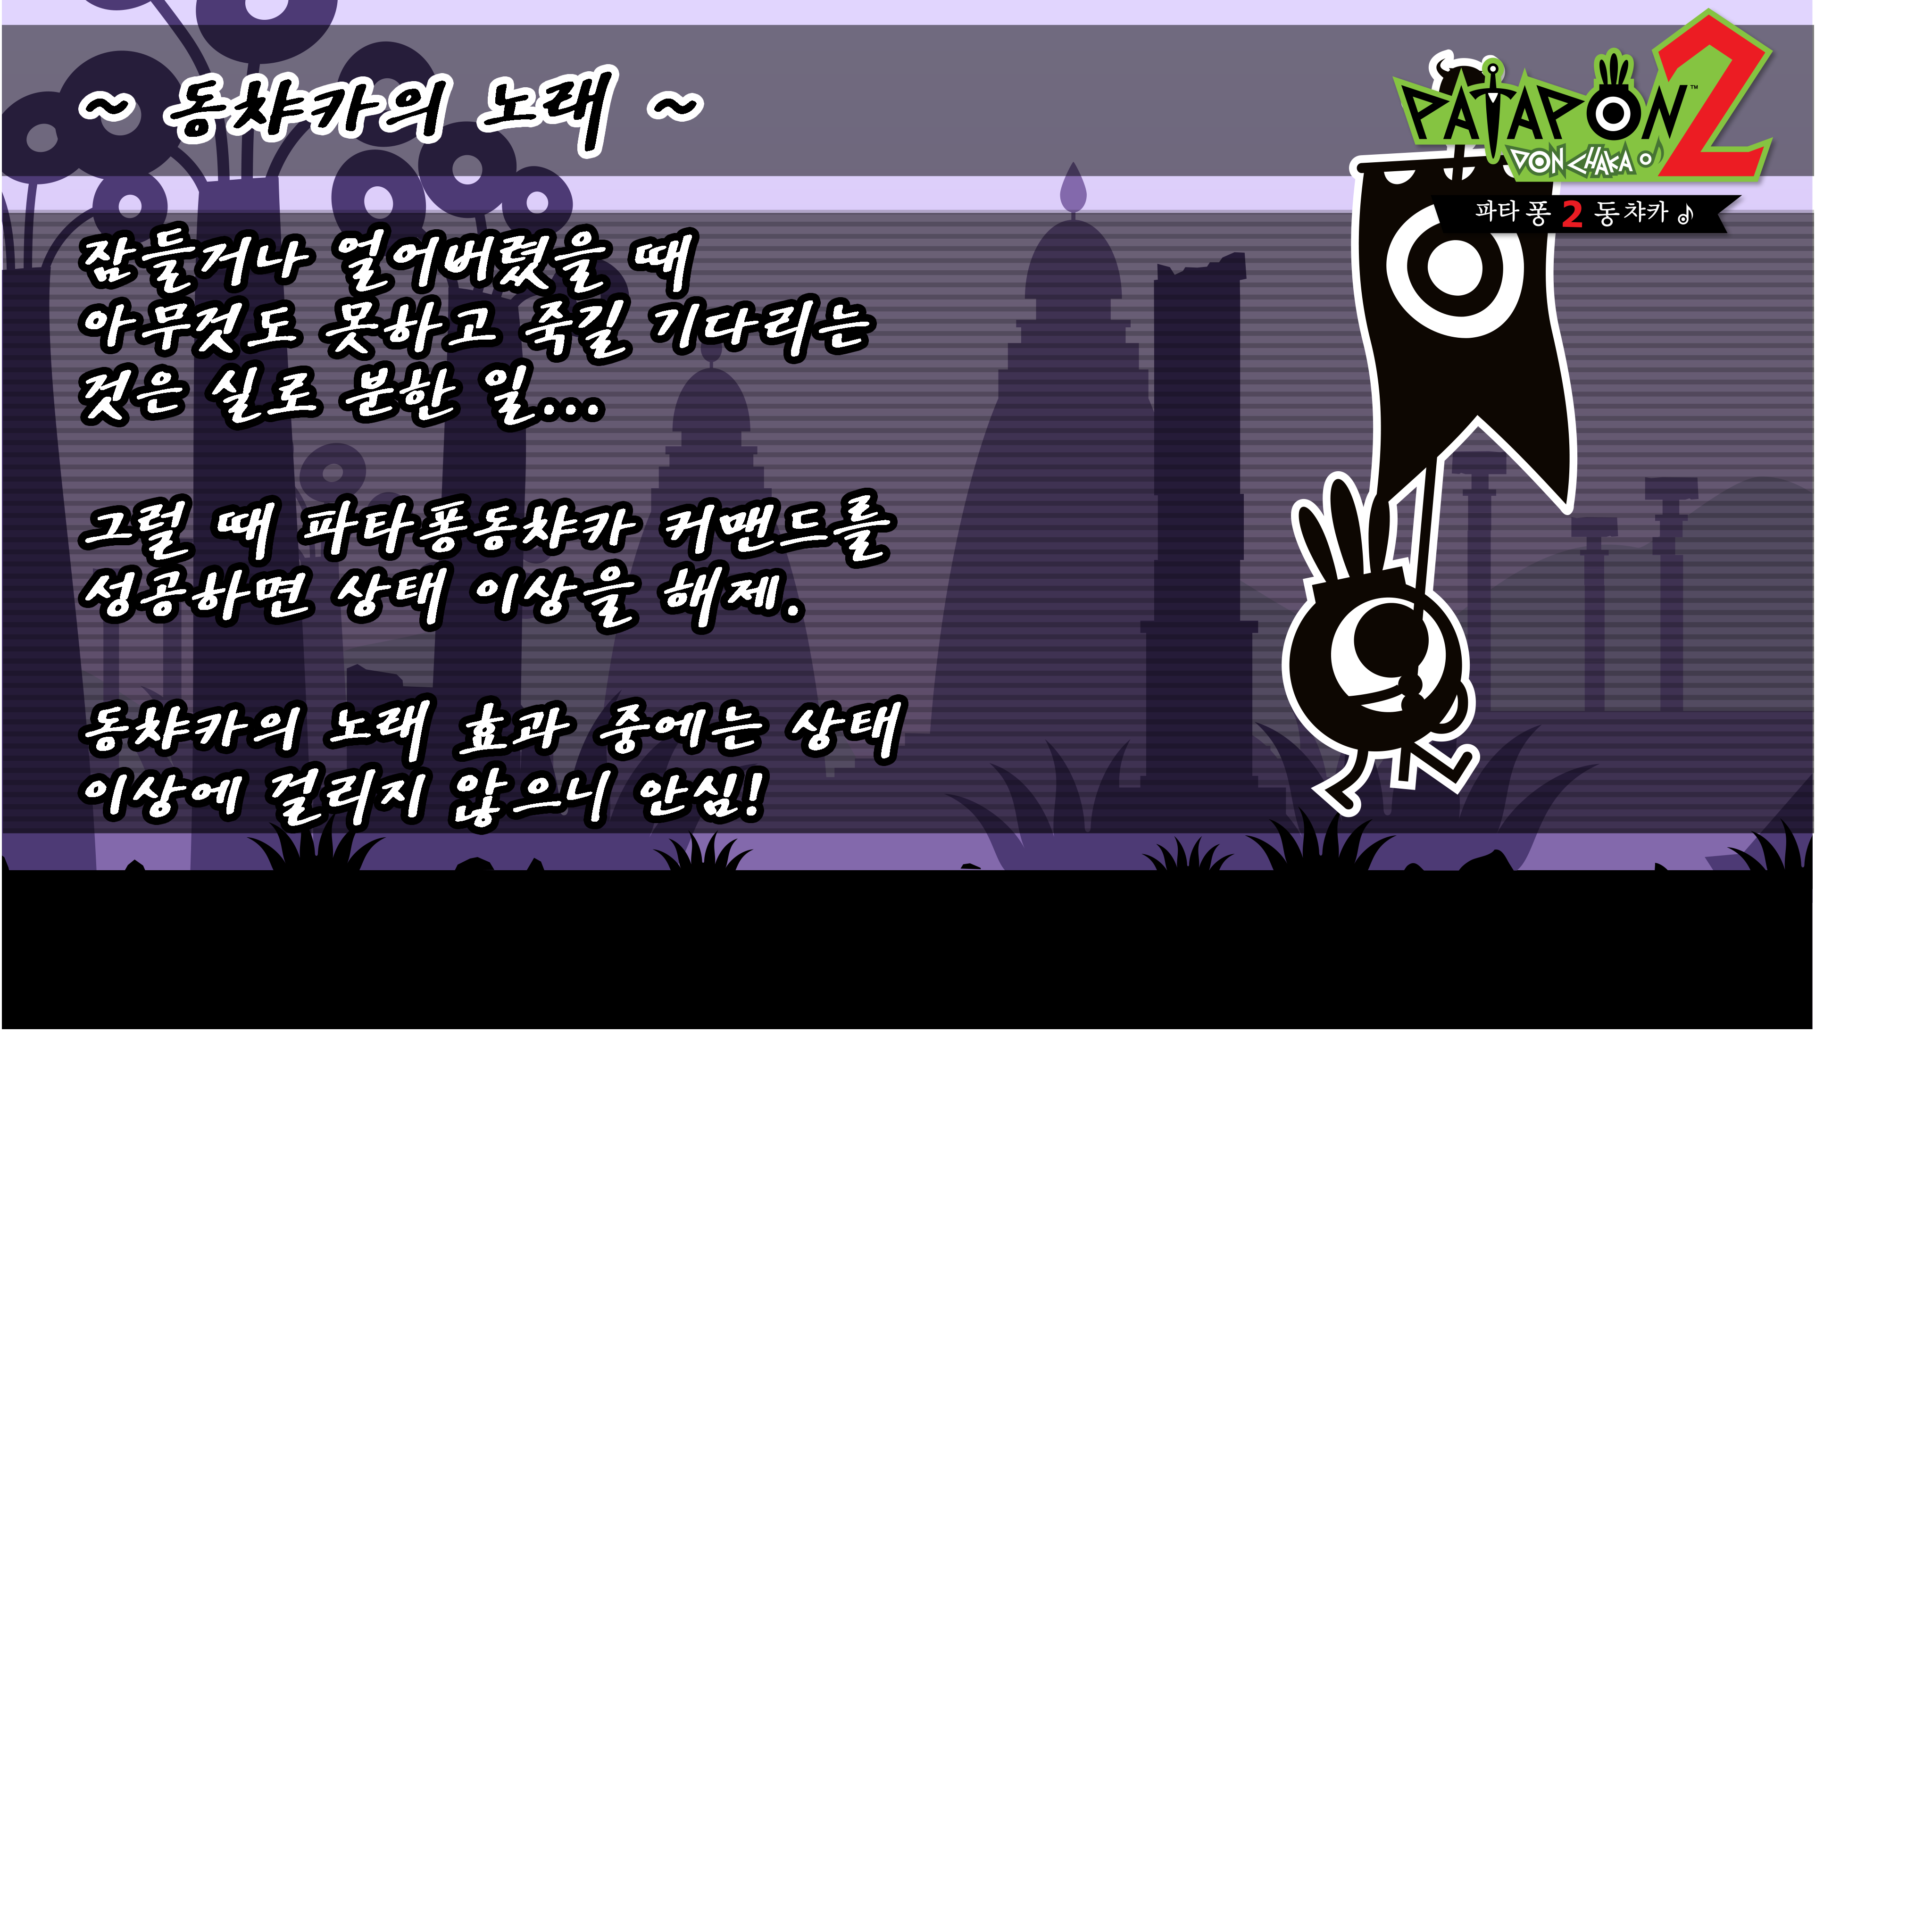 ~ 동챠카의 노래 ~
PATAPON 2
™
DON CHAKA♪
파타퐁 2 동챠카 ♪
잠들거나 얼어버렸을 때
아무것도 못하고 죽길 기다리는
것은 실로 분한 일...
그럴 때 파타퐁동챠카 커맨드를
성공하면 상태 이상을 해제.
동챠카의 노래 효과 중에는 상태
이상에 걸리지 않으니 안심!